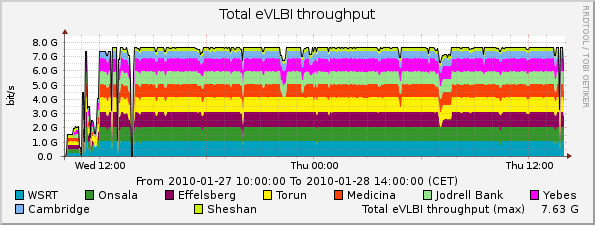 Total eVLBI throughput
RRDTOOL / TOBI OETIKER
bit/s
8.0 G
7.0 G
6.0 G
5.0 G
4.0 G
3.0 G
2.0 G
1.0 G
0.0
Wed 12:00 Thu 00:00 Thu 12:00
From 2010-01-27 10:00:00 To 2010-01-28 14:00:00 (CET)
WSRT Onsala Effelsberg Torun Medicina Jodrell Bank Yebes
Cambridge Sheshan Total eVLBI throughput (max) 7.63 G